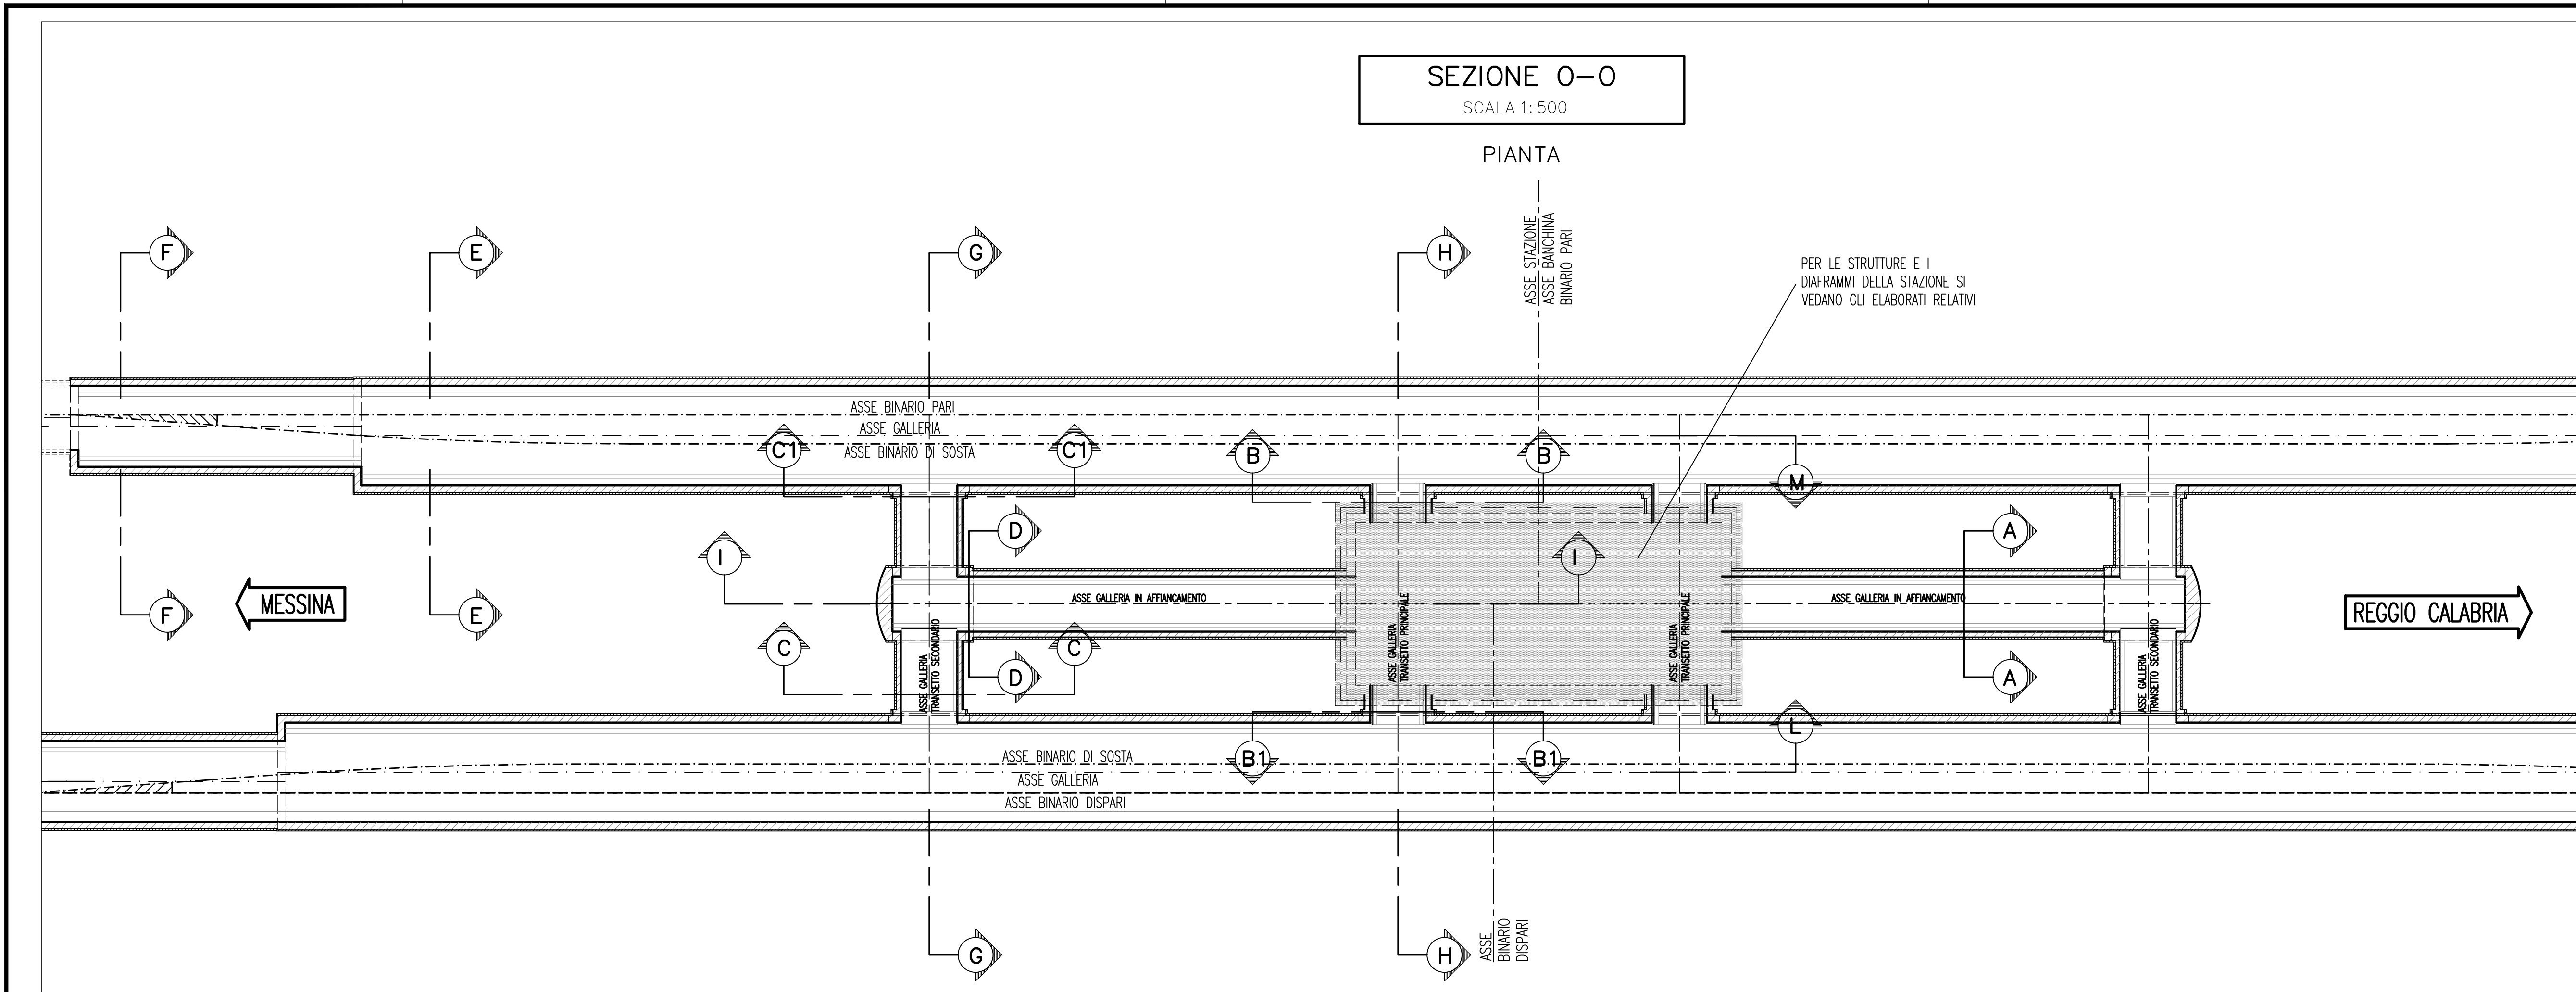 SEZIONE O-O
SCALA 1:500
PIANTA
F
E
G
H
ASSE STAZIONE
ASSE BANCHINA
BINARIO PARI
PER LE STRUTTURE E I
DIAFRAMMI DELLA STAZIONE SI
VEDANO GLI ELABORATI RELATIVI
ASSE BINARIO PARI
ASSE GALLERIA
ASSE BINARIO DI SOSTA
C1
C1
B
B
M
D
A
I
I
MESSINA
F
E
ASSE GALLERIA IN AFFIANCAMENTO
ASSE GALLERIA IN AFFIANCAMENTO
REGGIO CALABRIA
C
C
D
A
ASSE GALLERIA
TRANSETTO SECONDARIO
ASSE GALLERIA
TRANSETTO PRINCIPALE
ASSE GALLERIA
TRANSETTO PRINCIPALE
ASSE GALLERIA
TRANSETTO SECONDARIO
L
B1
B1
ASSE BINARIO DI SOSTA
ASSE GALLERIA
ASSE BINARIO DISPARI
G
H
ASSE
BINARIO
DISPARI